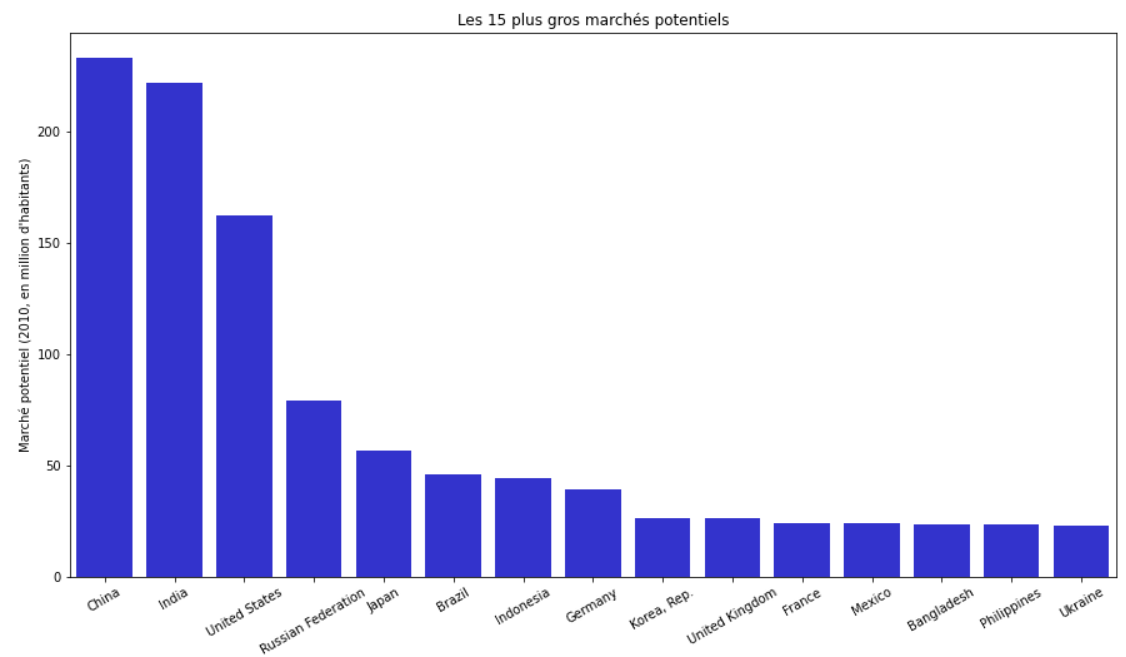 Les 15 plus gros marchés potentiels
Marché potentiel (2010, en million d'habitants)
200
150
100
50
0
China
India
United States
Russian Federation
Japan
Brazil
Indonesia
Germany
Korea, Rep.
United Kingdom
France
Mexico
Bangladesh
Philippines
Ukraine